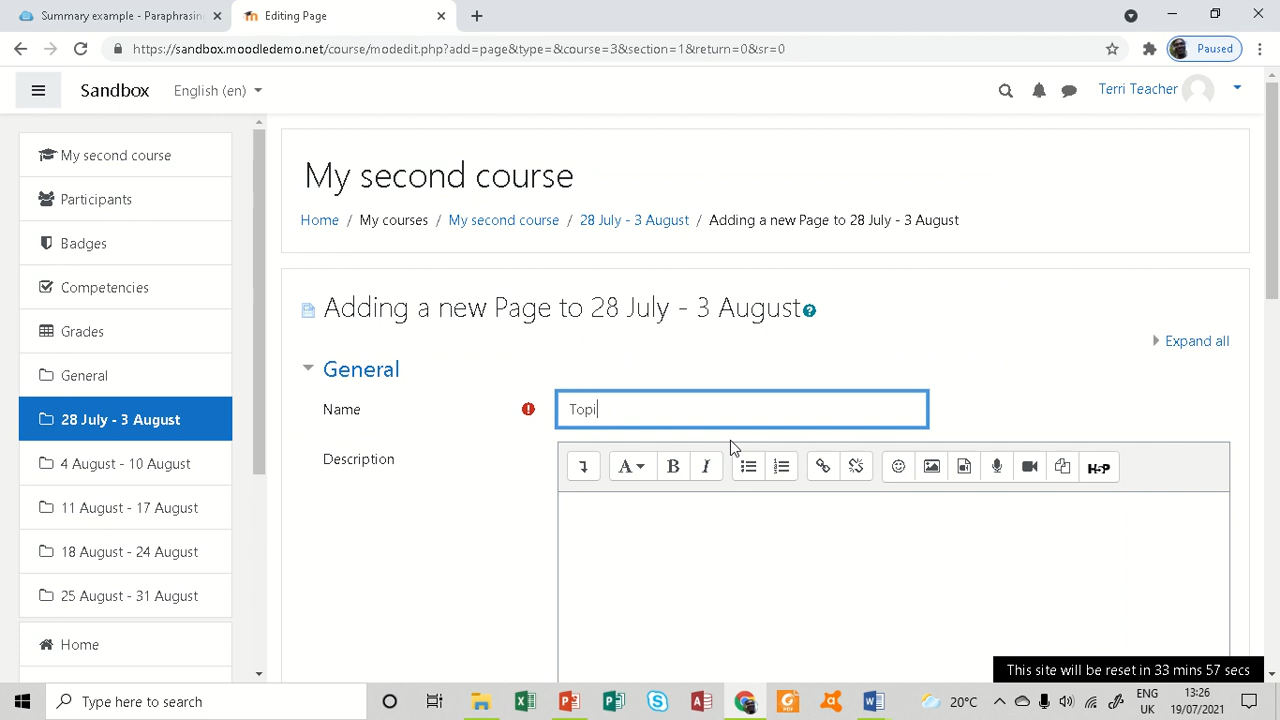 Summary example - Paraphrasin
Editing Page
https://sandbox.moodledemo.net/course/modedit.php?add=page&type=&course=3&section=1&return=0&sr=0
Paused
Sandbox
English (en)
Terri Teacher
My second course
Participants
Badges
Competencies
Grades
General
28 July - 3 August
4 August - 10 August
11 August - 17 August
18 August - 24 August
25 August - 31 August
Home
My second course
Home / My courses / My second course / 28 July - 3 August / Adding a new Page to 28 July - 3 August
Adding a new Page to 28 July - 3 August
Expand all
General
Name
Topi
Description
A
B
I
H5P
This site will be reset in 33 mins 57 secs
Type here to search
20°C
ENG
UK
13:26
19/07/2021